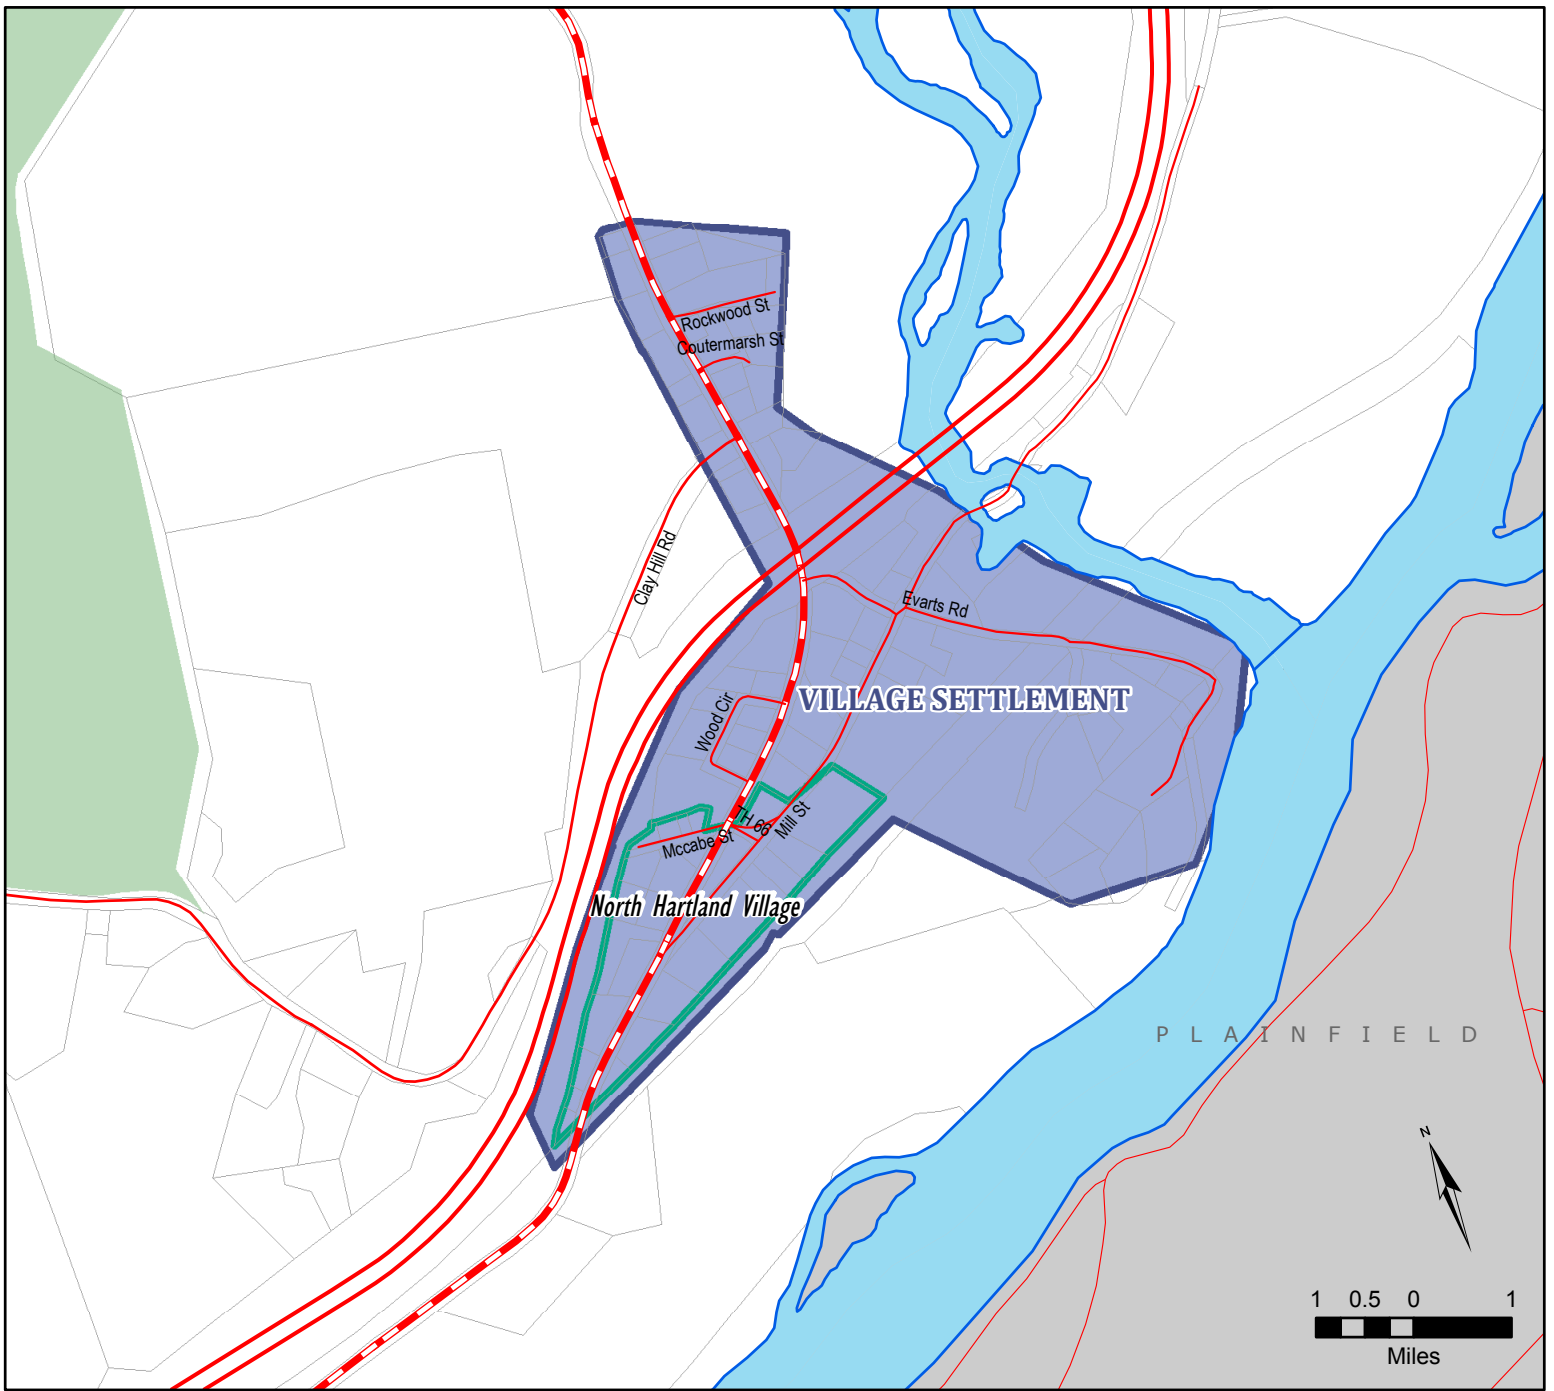 Rockwood St
Coutermarsh St
Clay Hill Rd
Evarts Rd
VILLAGE SETTLEMENT
Wood Cir
TH 66
Mill St
Mccabe St
North Hartland Village
PLAINFIELD
N
1 0.5 0 1
Miles